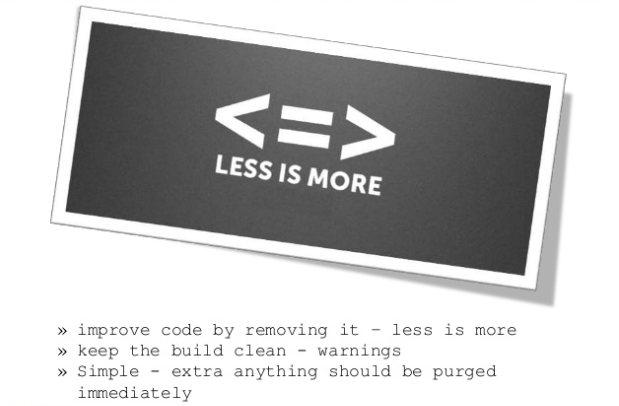 <=>
LESS IS MORE
» improve code by removing it – less is more
» keep the build clean - warnings
» Simple - extra anything should be purged
immediately